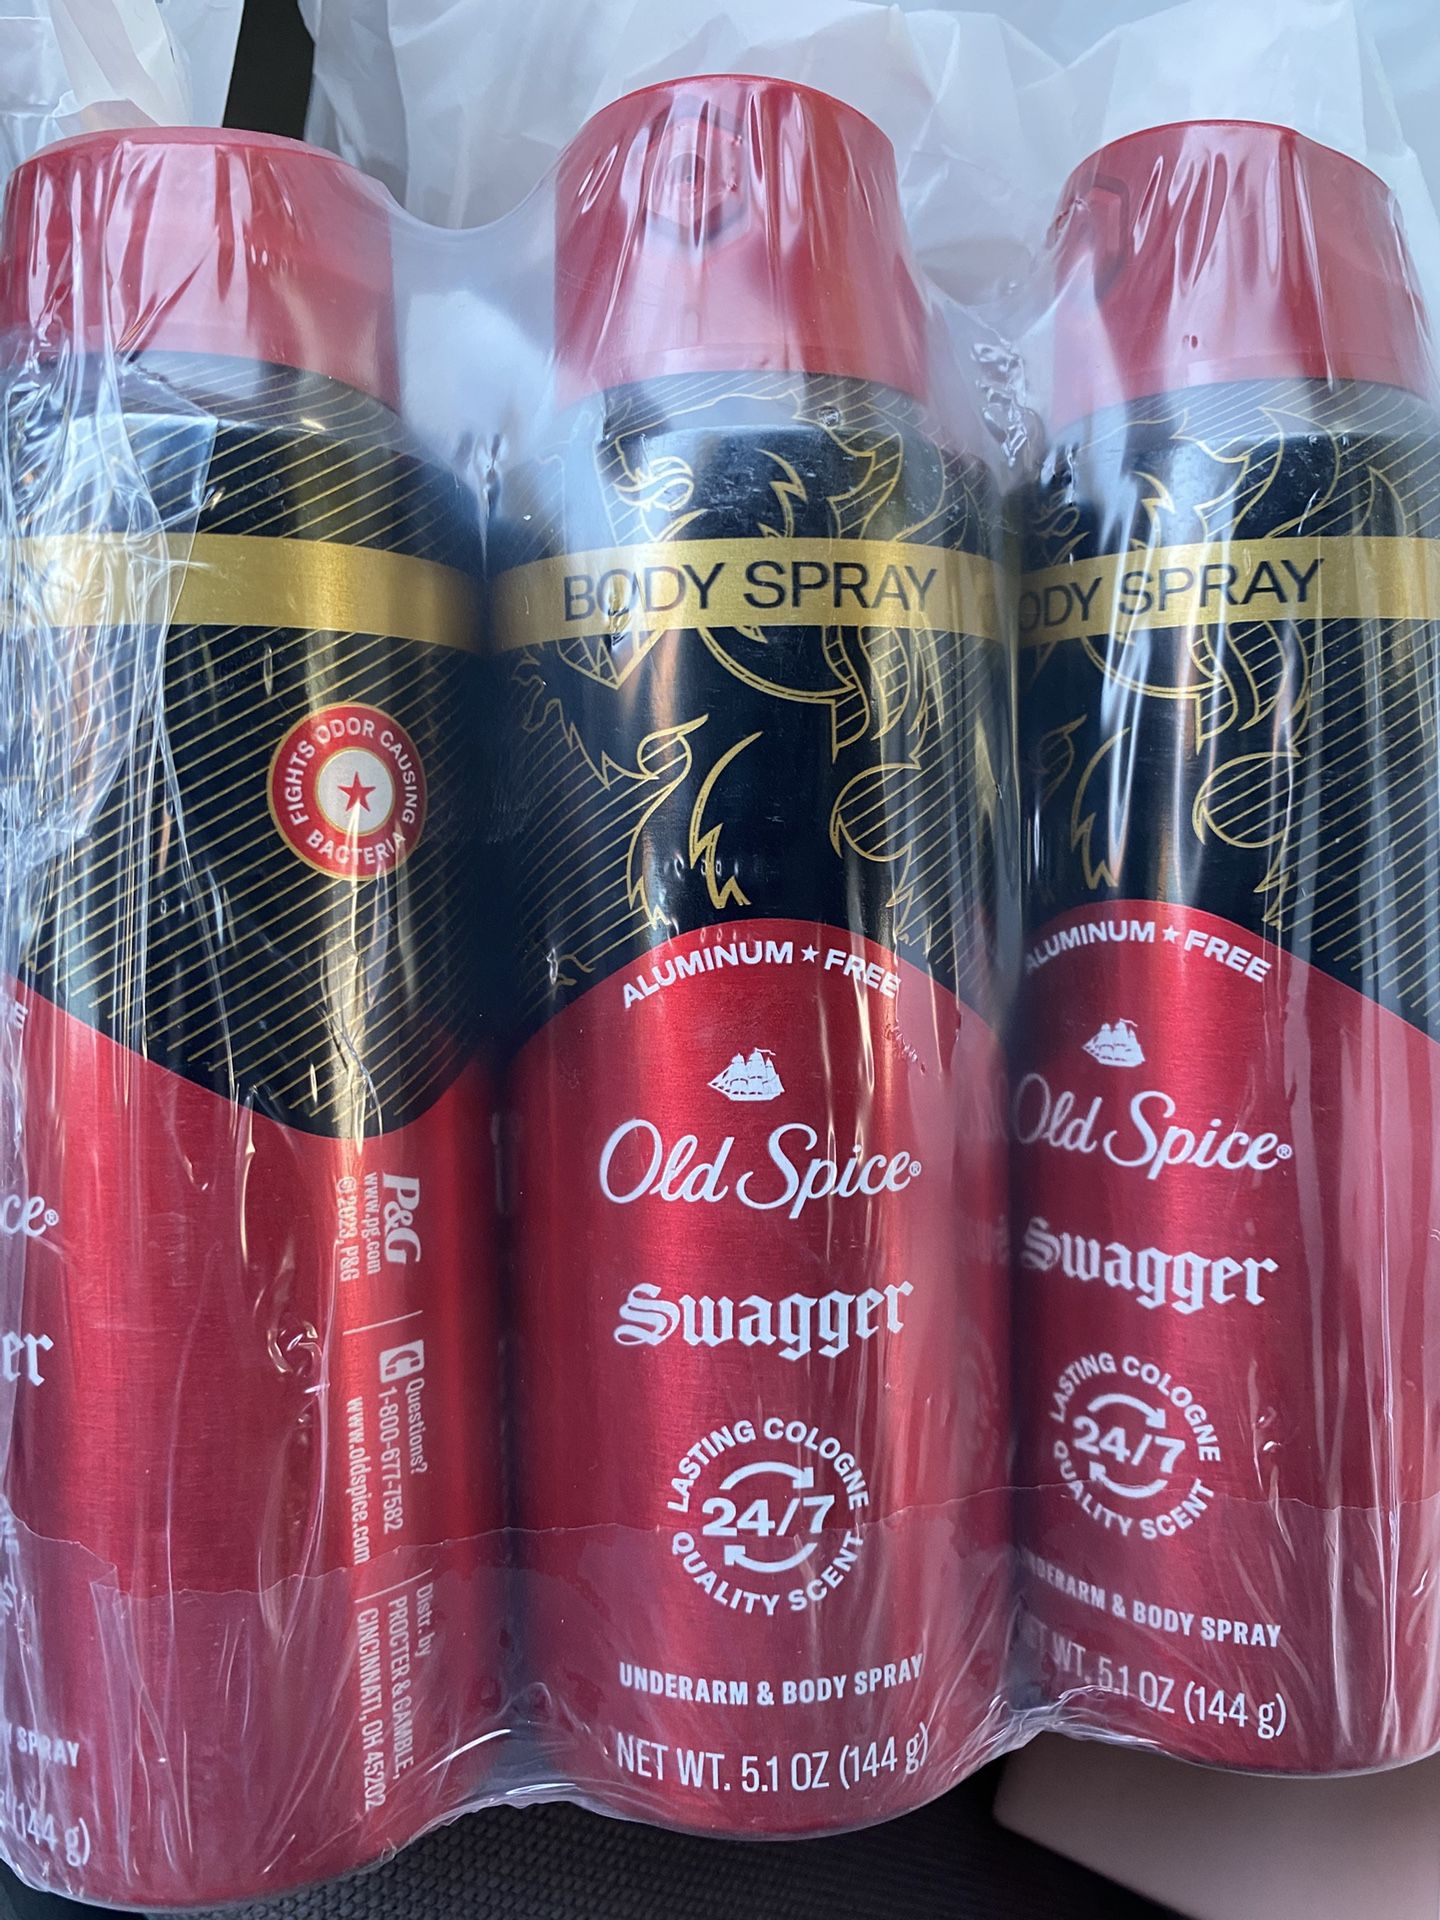 FIGHTS ODOR CAUSING
BACTERIA
ce®
er
SPRAY
(144 g)
P&G
www.pg.com
© 2023, P&G
Questions?
1-800-677-7582
www.oldspice.com
Distr. by
PROCTER & GAMBLE,
CINCINNATI, OH 45202
BODY SPRAY
ALUMINUM ★ FREE
Old Spice®
Swagger
LASTING COLOGNE
24/7
QUALITY SCENT
UNDERARM & BODY SPRAY
NET WT. 5.1 OZ (144 g)
ODY SPRAY
ALUMINUM ★ FREE
Old Spice®
Swagger
LASTING COLOGNE
24/7
QUALITY SCENT
UNDERARM & BODY SPRAY
NET WT. 5.1 OZ (144 g)